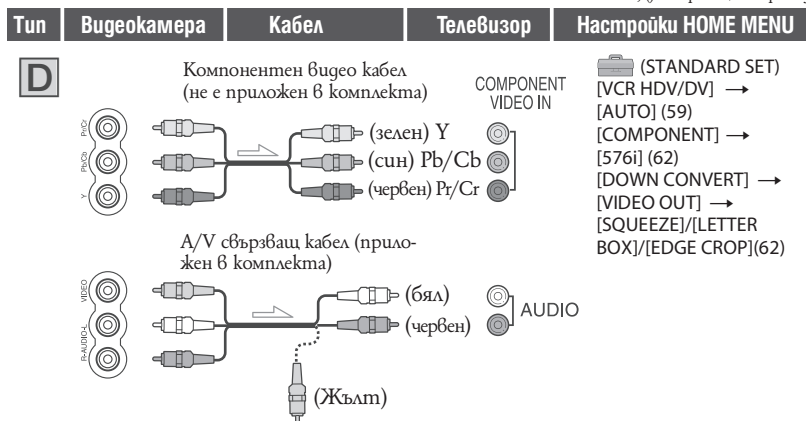 Тип Видеокамера Кабел Телевизор Настройки HOME MENU
D
Компонентен видео кабел
(не е приложен в комплекта)
COMPONENT
VIDEO IN
Pr/Cr
Pb/Cb
Y
(зелен) Y
(син) Pb/Cb
(червен) Pr/Cr
(STANDARD SET)
[VCR HDV/DV] →
[AUTO] (59)
[COMPONENT] →
[576i] (62)
[DOWN CONVERT] →
[VIDEO OUT] →
[SQUEEZE]/[LETTER
BOX]/[EDGE CROP](62)
A/V свързващ кабел (прило-
жен в комплекта)
VIDEO
R-AUDIO-L
(бял)
(червен)
AUDIO
(Жълт)